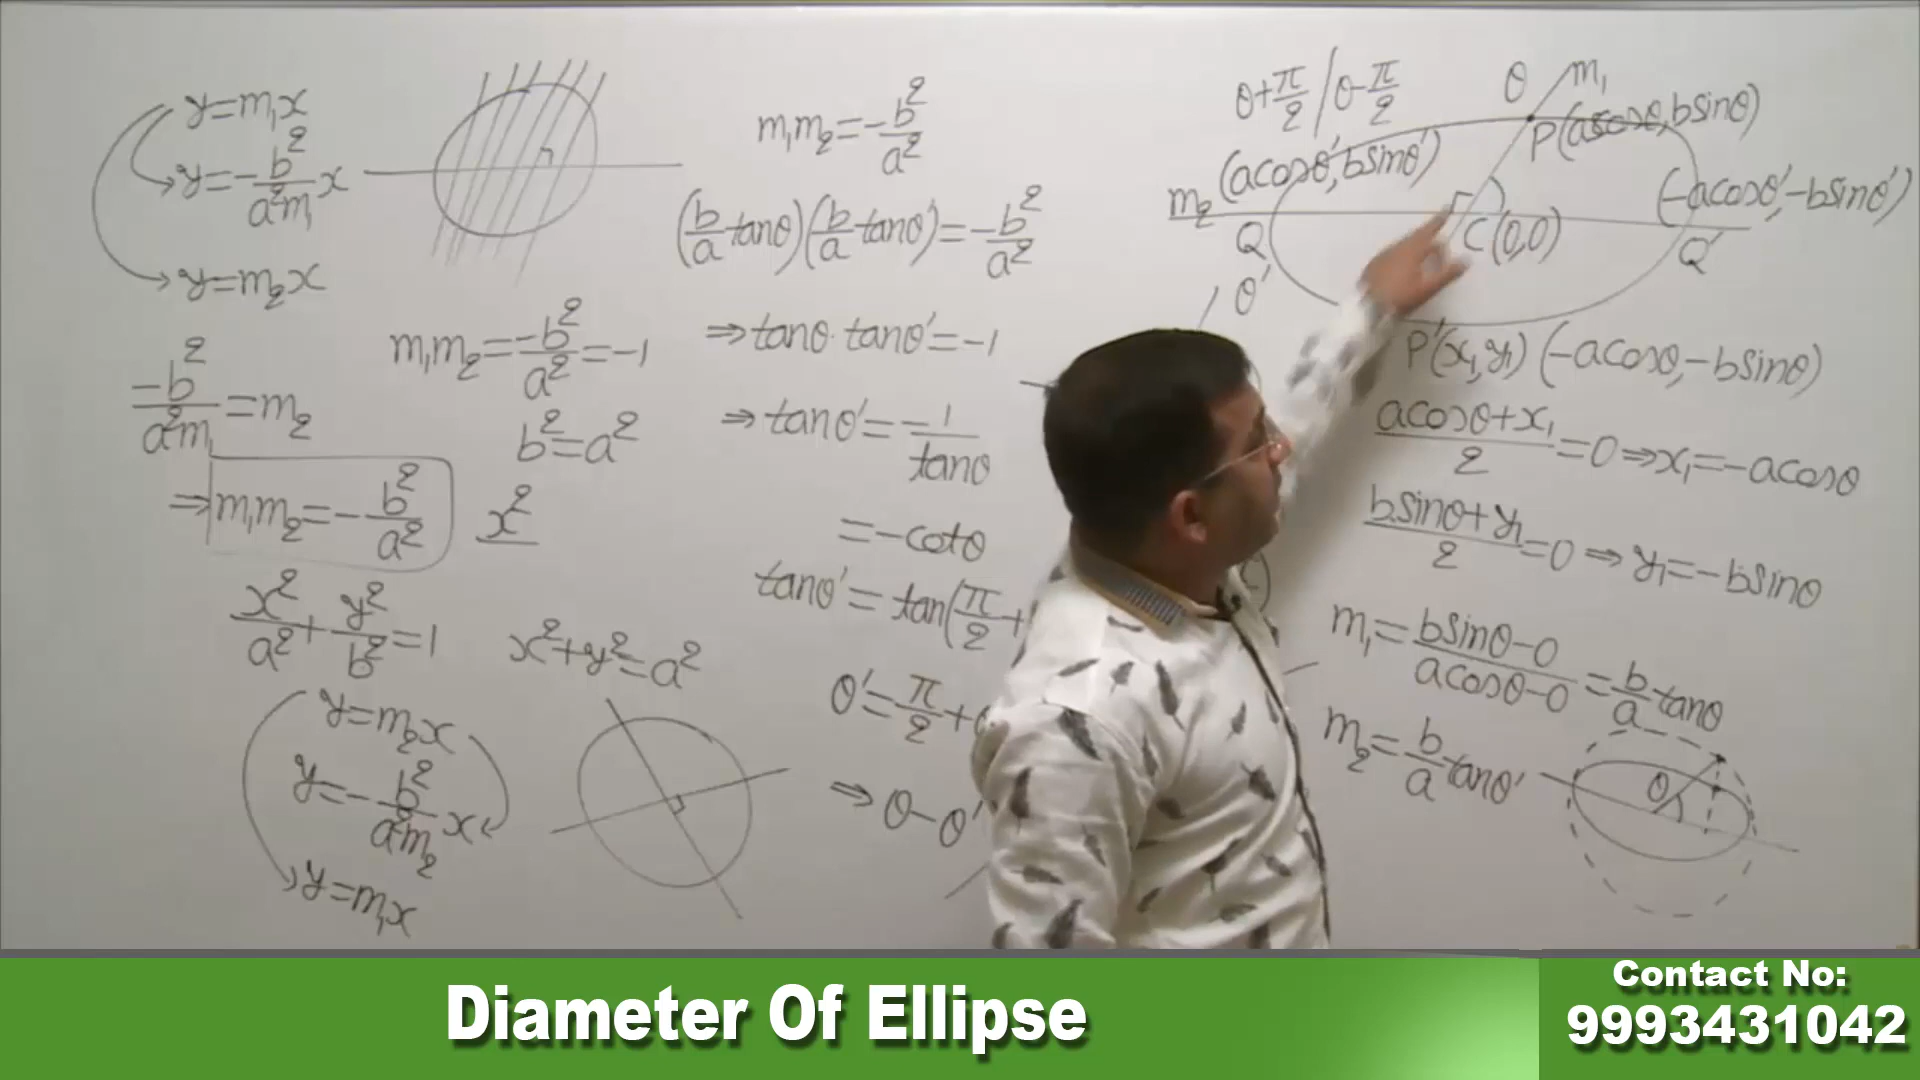 y=m₁x
y=-b²/a²m₁ x
y=m₂x
-b²/a²m₁=m₂
⇒m₁m₂=-b²/a²
x²/a²+y²/b²=1
y=m₂x
y=-b²/a²m₂ x
y=m₁x
m₁m₂=-b²/a²=-1
b²=a²
x²
x²+y²=a²
m₁m₂=-b²/a²
(b/a tanθ)(b/a tanθ')=-b²/a²
⇒tanθ.tanθ'=-1
⇒tanθ'=-1/tanθ
=-cotθ
tanθ'=tan(π/2+
θ'=π/2+
⇒θ-θ'
θ+π/2/θ-π/2
θ
m₁
P(acosθ,bsinθ)
(acosθ',bsinθ')
m₂
(-acosθ',-bsinθ')
Q
C(0,0)
Q'
θ'
P'(x₁,y₁)(-acosθ,-bsinθ)
acosθ+x₁/2=0⇒x₁=-acosθ
bsinθ+y₁/2=0⇒y₁=-bsinθ
m₁=bsinθ-0/acosθ-0=b/a tanθ
m₂=b/a tanθ'
θ
Diameter Of Ellipse
Contact No:
9993431042